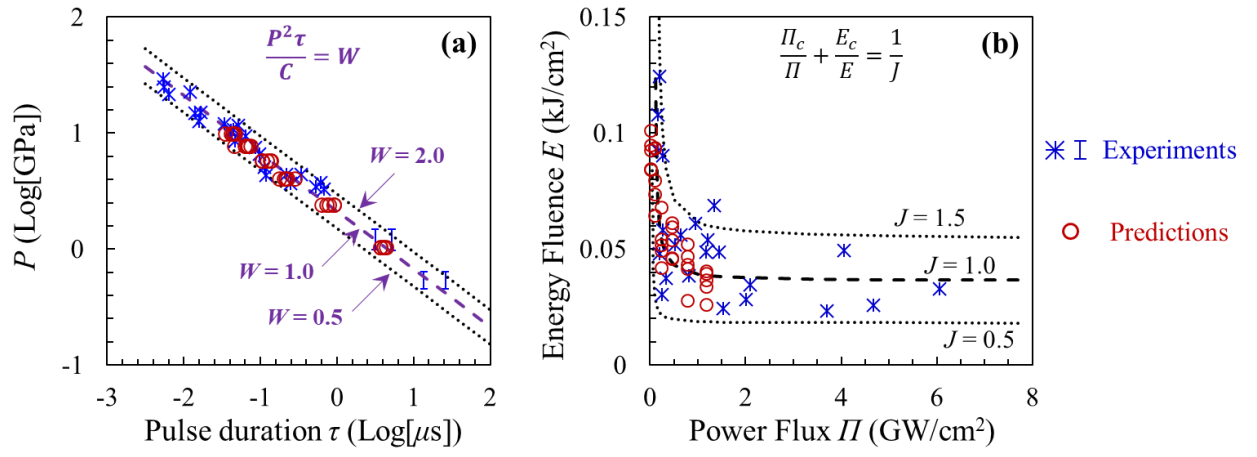 2
1
0
-1
-3
-2
-1
0
1
2
P (Log[GPa])
Pulse duration τ (Log[μs])
(a)
P²τ/C = W
W = 2.0
W = 1.0
W = 0.5
0.15
0.1
0.05
0
0
2
4
6
8
Energy Fluence E (kJ/cm²)
Power Flux Π (GW/cm²)
(b)
Π_c/Π + E_c/E = 1/J
J = 1.5
J = 1.0
J = 0.5
Experiments
Predictions